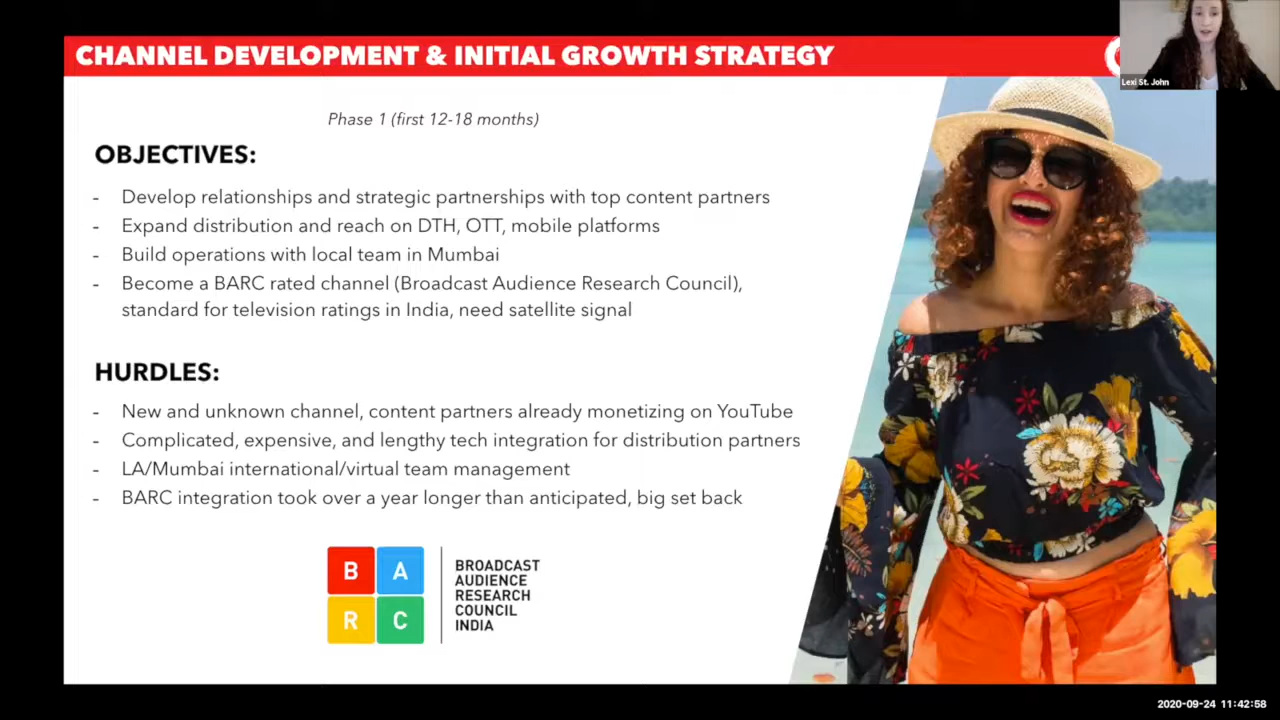 CHANNEL DEVELOPMENT & INITIAL GROWTH STRATEGY
Lexi St. John
Phase 1 (first 12-18 months)
OBJECTIVES:
- Develop relationships and strategic partnerships with top content partners
- Expand distribution and reach on DTH, OTT, mobile platforms
- Build operations with local team in Mumbai
- Become a BARC rated channel (Broadcast Audience Research Council),
standard for television ratings in India, need satellite signal
HURDLES:
- New and unknown channel, content partners already monetizing on YouTube
- Complicated, expensive, and lengthy tech integration for distribution partners
- LA/Mumbai international/virtual team management
- BARC integration took over a year longer than anticipated, big set back
B A
R C
BROADCAST
AUDIENCE
RESEARCH
COUNCIL
INDIA
2020-09-24 11:42:58